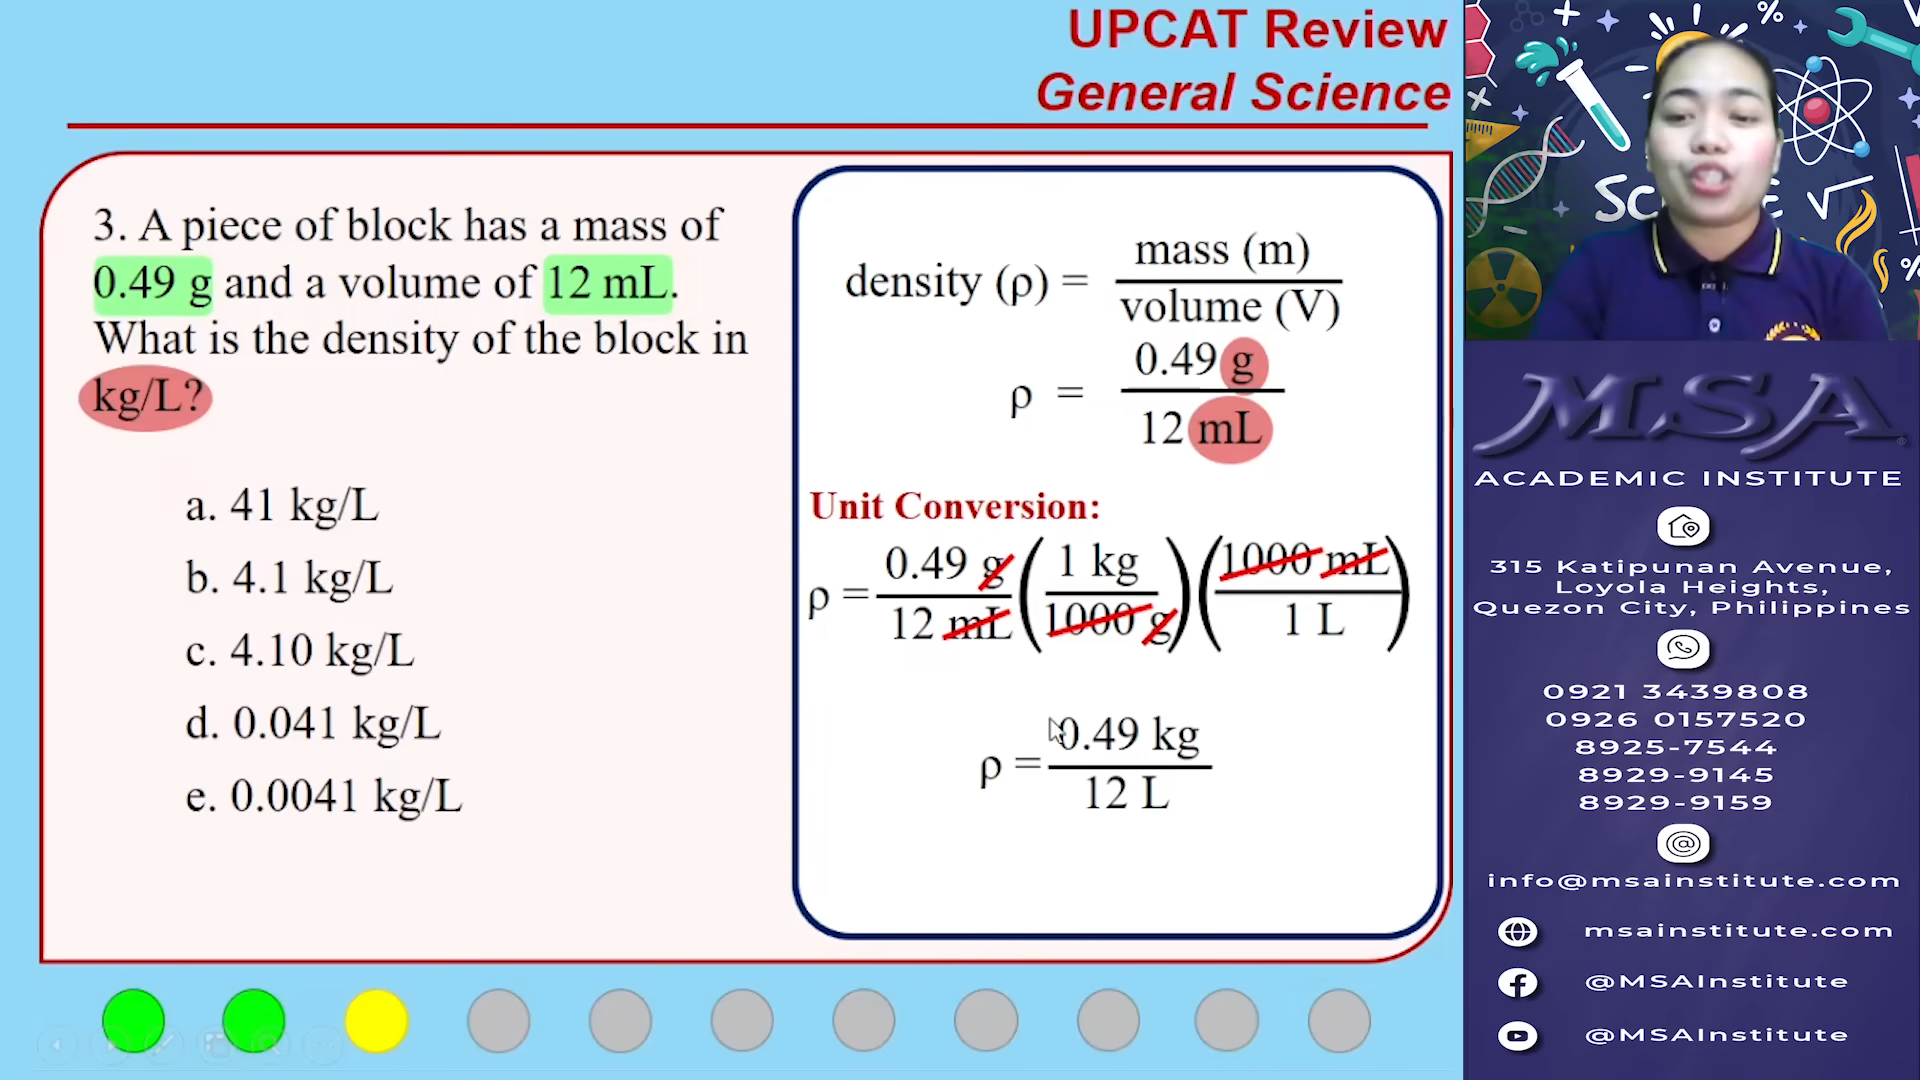 UPCAT Review
General Science
3. A piece of block has a mass of
0.49 g and a volume of 12 mL.
What is the density of the block in
kg/L?
a. 41 kg/L
b. 4.1 kg/L
c. 4.10 kg/L
d. 0.041 kg/L
e. 0.0041 kg/L
density (ρ) = mass (m)
volume (V)
ρ = 0.49 g
12 mL
Unit Conversion:
ρ = 0.49 g ( 1 kg ) ( 1000 mL )
12 mL 1000 g 1 L
ρ = 0.49 kg
12 L
MSA
ACADEMIC INSTITUTE
315 Katipunan Avenue,
Loyola Heights,
Quezon City, Philippines
0921 3439808
0926 0157520
8925-7544
8929-9145
8929-9159
info@msainstitute.com
msainstitute.com
@MSAInstitute
@MSAInstitute